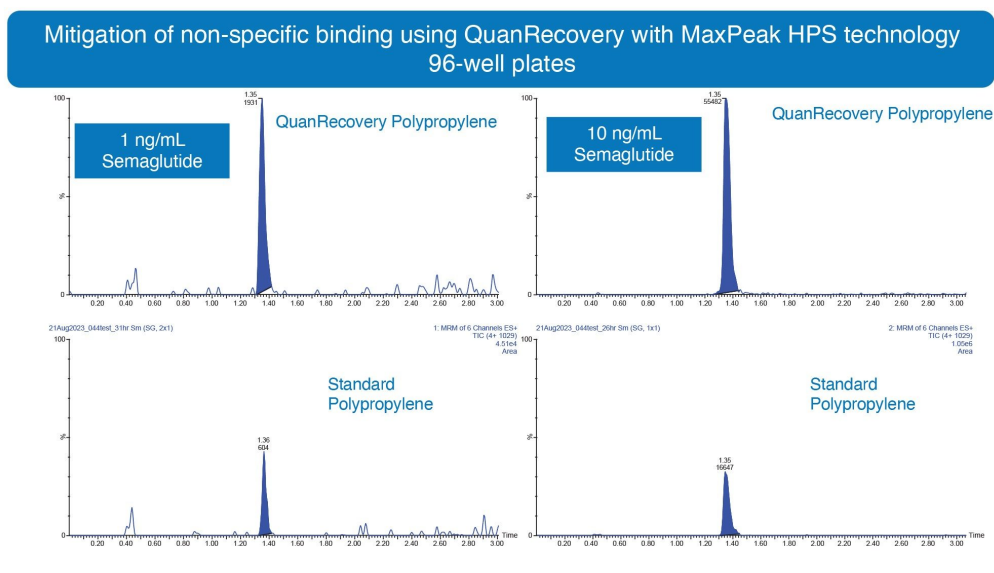 Mitigation of non-specific binding using QuanRecovery with MaxPeak HPS technology
96-well plates
1 ng/mL
Semaglutide
QuanRecovery Polypropylene
1.35
1931
100
%
0
0.20 0.40 0.60 0.80 1.00 1.20 1.40 1.60 1.80 2.00 2.20 2.40 2.60 2.80 3.00
10 ng/mL
Semaglutide
QuanRecovery Polypropylene
1.35
55482
100
%
0
0.20 0.40 0.60 0.80 1.00 1.20 1.40 1.60 1.80 2.00 2.20 2.40 2.60 2.80 3.00
21Aug2023_044test_31hr Sm (SG, 2x1)
1: MRM of 6 Channels ES+
TIC (4+ 1029)
4.51e4
Area
Standard
Polypropylene
1.36
604
100
%
0
0.20 0.40 0.60 0.80 1.00 1.20 1.40 1.60 1.80 2.00 2.20 2.40 2.60 2.80 3.00 Time
21Aug2023_044test_26hr Sm (SG, 1x1)
2: MRM of 6 Channels ES+
TIC (4+ 1029)
1.05e6
Area
Standard
Polypropylene
1.35
16647
100
%
0
0.20 0.40 0.60 0.80 1.00 1.20 1.40 1.60 1.80 2.00 2.20 2.40 2.60 2.80 3.00 Time